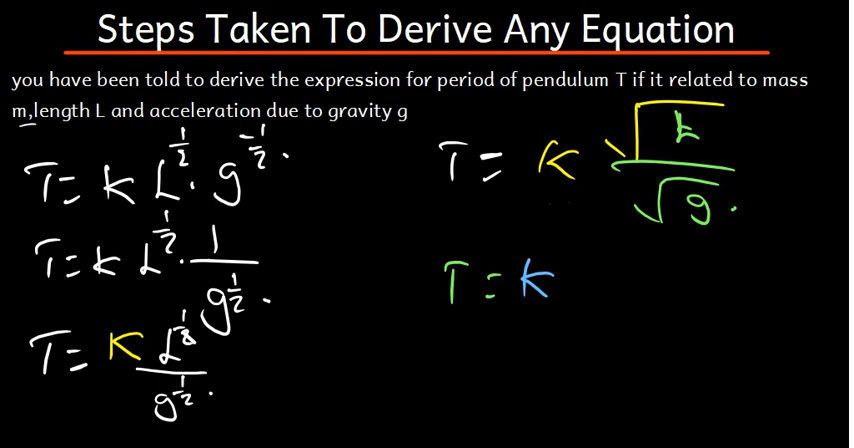 Steps Taken To Derive Any Equation
you have been told to derive the expression for period of pendulum T if it related to mass
m,length L and acceleration due to gravity g
T = K L^{1/2} · g^{-1/2} ·
T = K L^{1/2} · 1/g^{1/2} ·
T = K L^{1/2}/g^{1/2} ·
T = K √L/√g ·
T = K